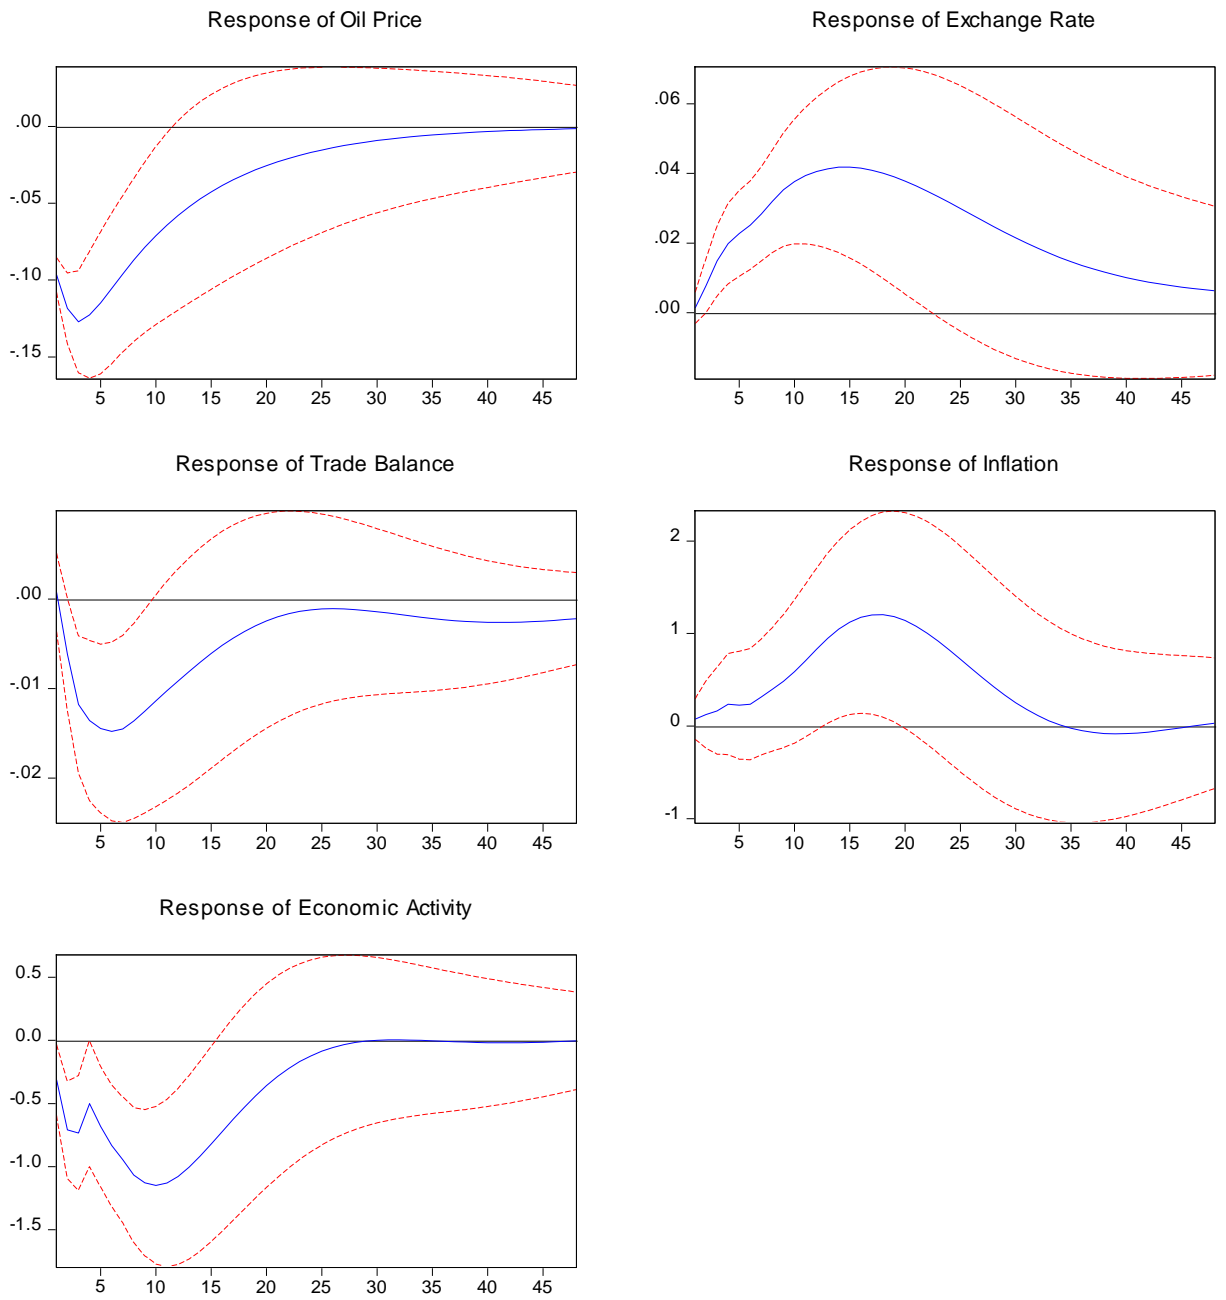 Response of Oil Price
.00
-.05
-.10
-.15
5 10 15 20 25 30 35 40 45
Response of Exchange Rate
.06
.04
.02
.00
5 10 15 20 25 30 35 40 45
Response of Trade Balance
.00
-.01
-.02
5 10 15 20 25 30 35 40 45
Response of Inflation
2
1
0
-1
5 10 15 20 25 30 35 40 45
Response of Economic Activity
0.5
0.0
-0.5
-1.0
-1.5
5 10 15 20 25 30 35 40 45